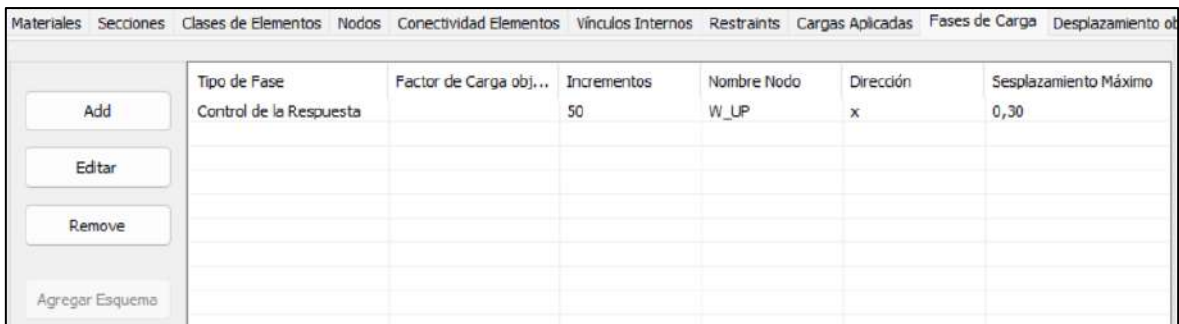 Materiales Secciones Clases de Elementos Nodos Conectividad Elementos Vínculos Internos Restraints Cargas Aplicadas Fases de Carga Desplazamiento ob
Tipo de Fase Factor de Carga obj... Incrementos Nombre Nodo Dirección Sesplazamiento Máximo
Control de la Respuesta 50 W_UP x 0,30
Add
Editar
Remove
Agregar Esquema